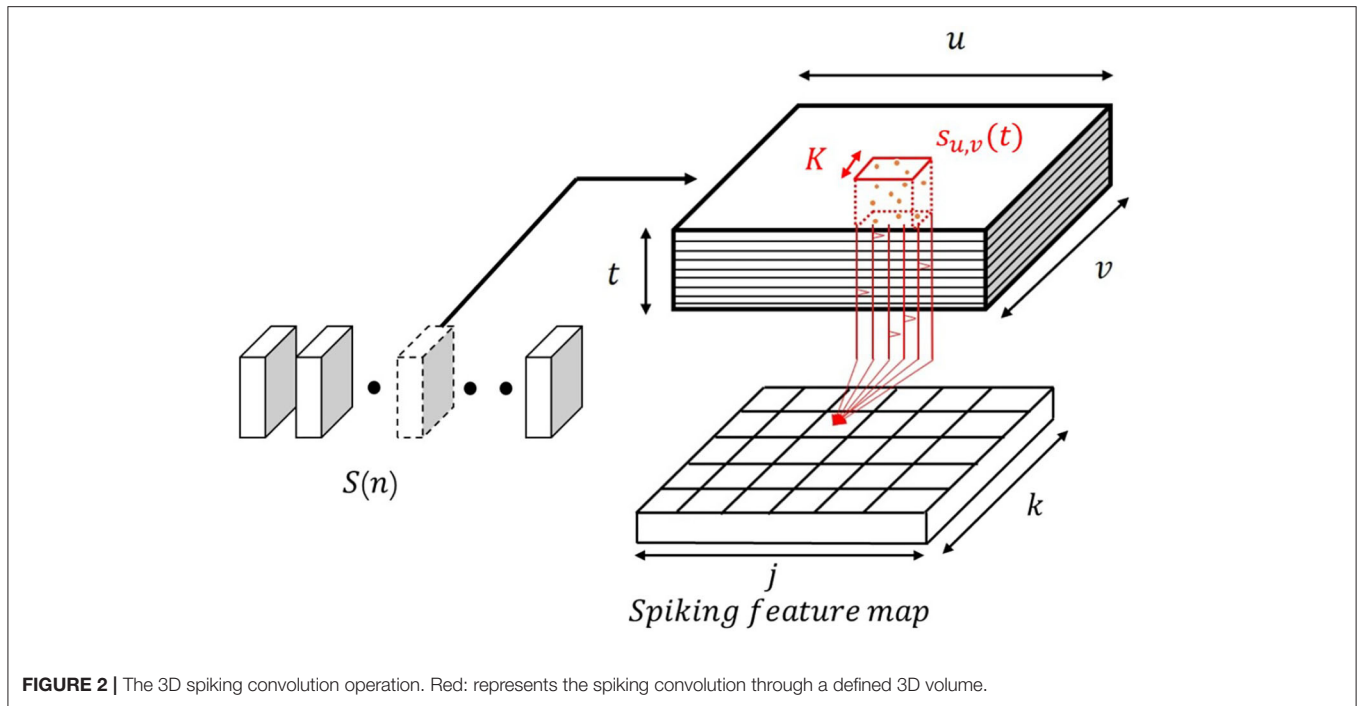 u
K
s_{u,v}(t)
t
v
S(n)
k
j
Spiking feature map
FIGURE 2 | The 3D spiking convolution operation. Red: represents the spiking convolution through a defined 3D volume.